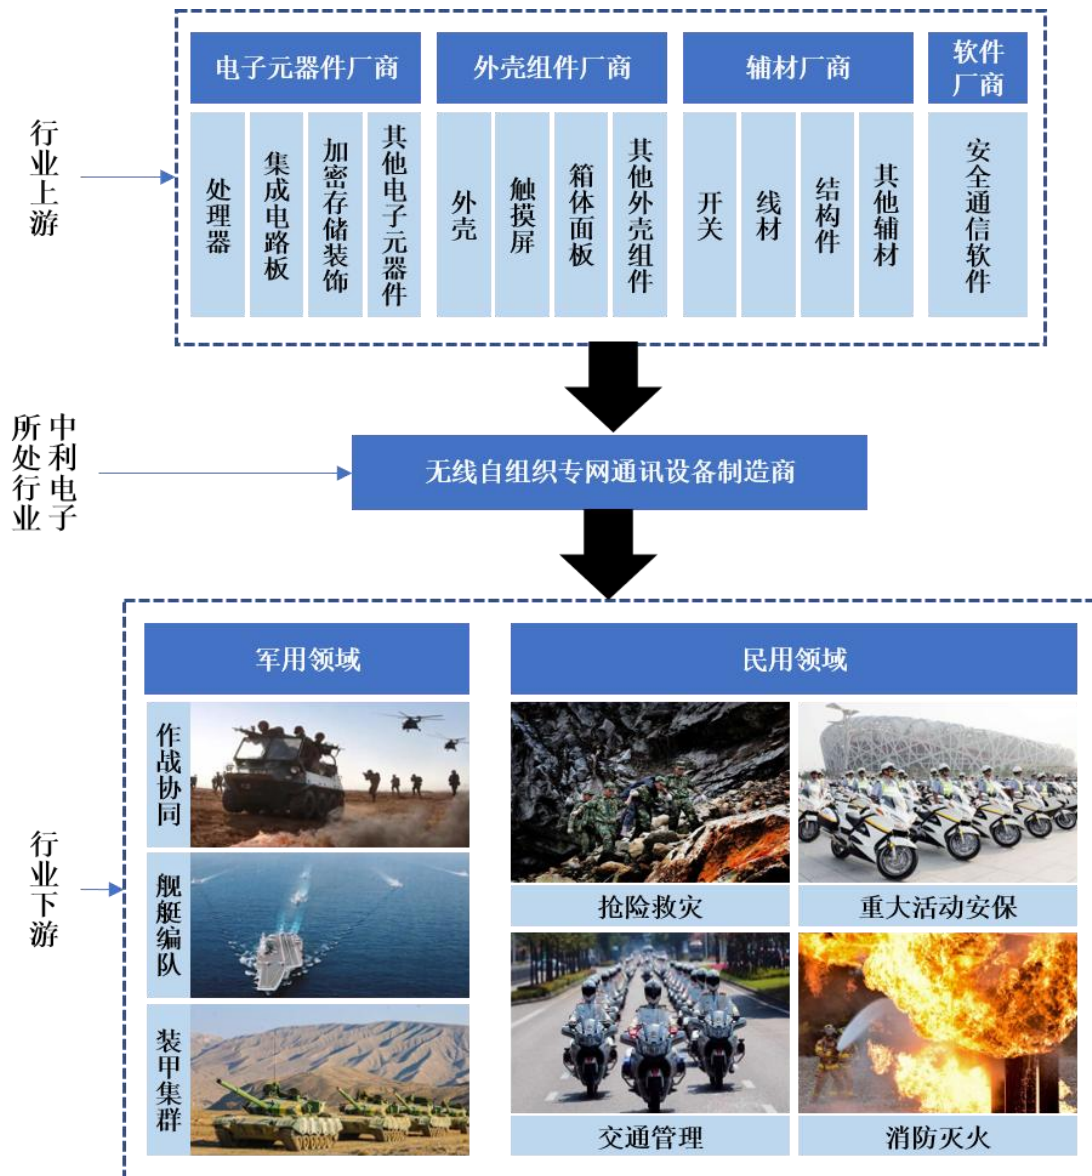 电子元器件厂商
外壳组件厂商
辅材厂商
软件
厂商
行业上游
处理器
集成电路板
加密存储装饰
其他电子元器件
外壳
触摸屏
箱体面板
其他外壳组件
开关
线材
结构件
其他辅材
安全通信软件
中利电子
所处行业
无线自组织专网通讯设备制造商
行业下游
军用领域
民用领域
作战协同
舰艇编队
装甲集群
抢险救灾
重大活动安保
交通管理
消防灭火